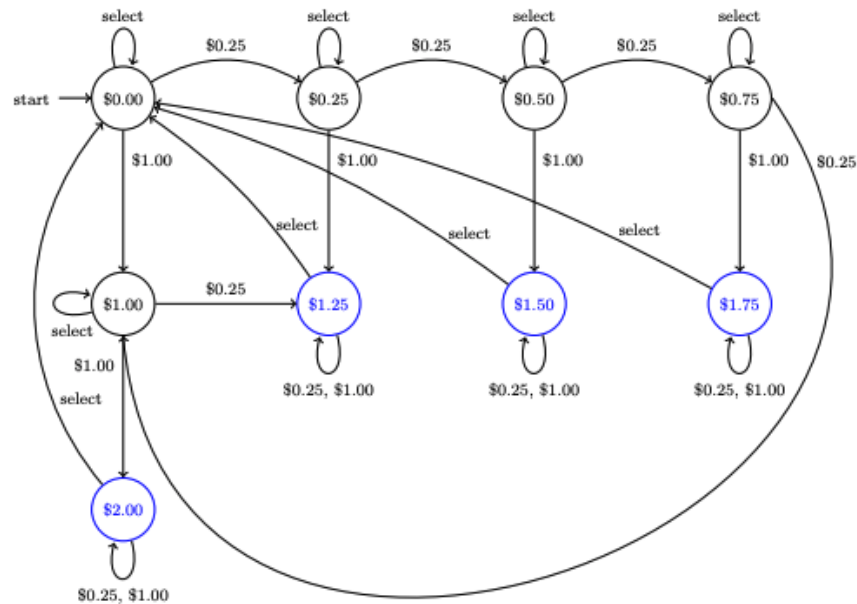 select select select select
$0.25 $0.25 $0.25
start $0.00 $0.25 $0.50 $0.75
$1.00 $1.00 $1.00 $1.00 $0.25
select select select
$0.25
$1.00 $1.25 $1.50 $1.75
select
$1.00
$0.25, $1.00 $0.25, $1.00 $0.25, $1.00
select
$2.00
$0.25, $1.00